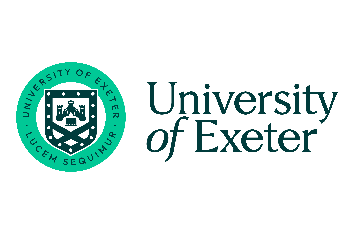 UNIVERSITY OF EXETER
LUCEM SEQUIMUR
University
of Exeter